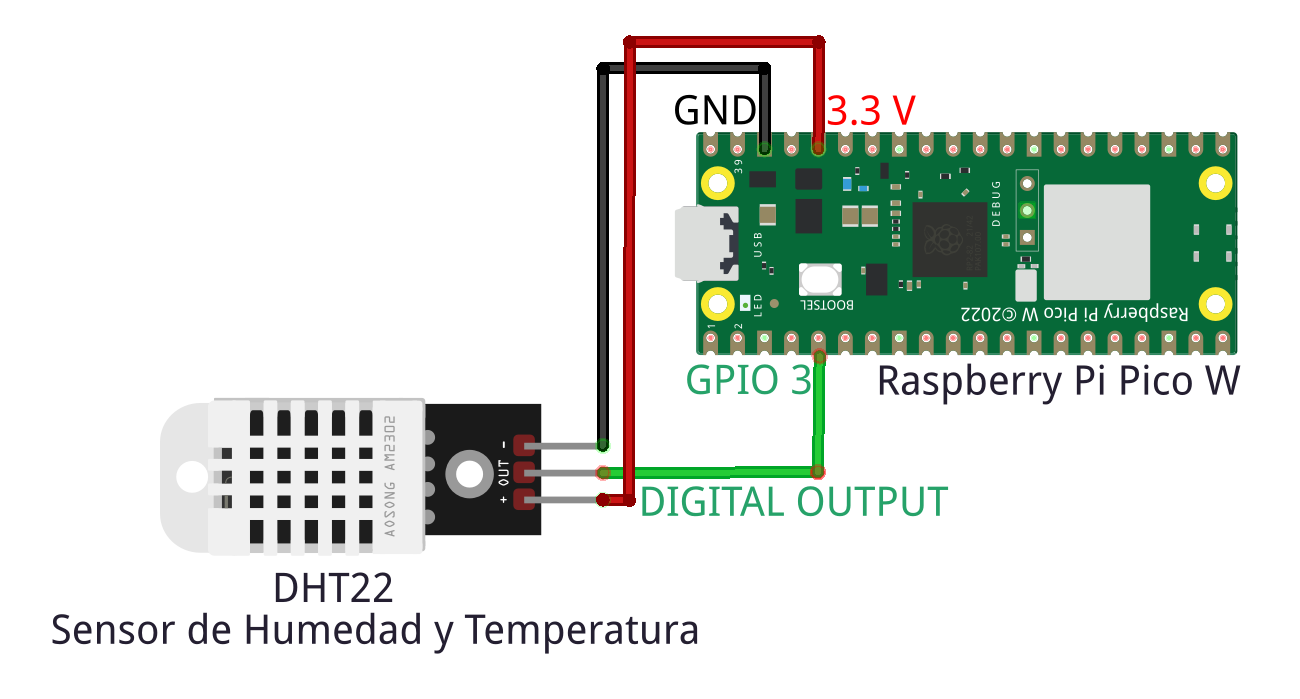 GND
3.3 V
39
USB
DEBUG
BOOTSEL
LED
1
2
Raspberry Pi Pico W ©2022
GPIO 3
Raspberry Pi Pico W
AOSONG AM2302
-
OUT
+
DIGITAL OUTPUT
DHT22
Sensor de Humedad y Temperatura